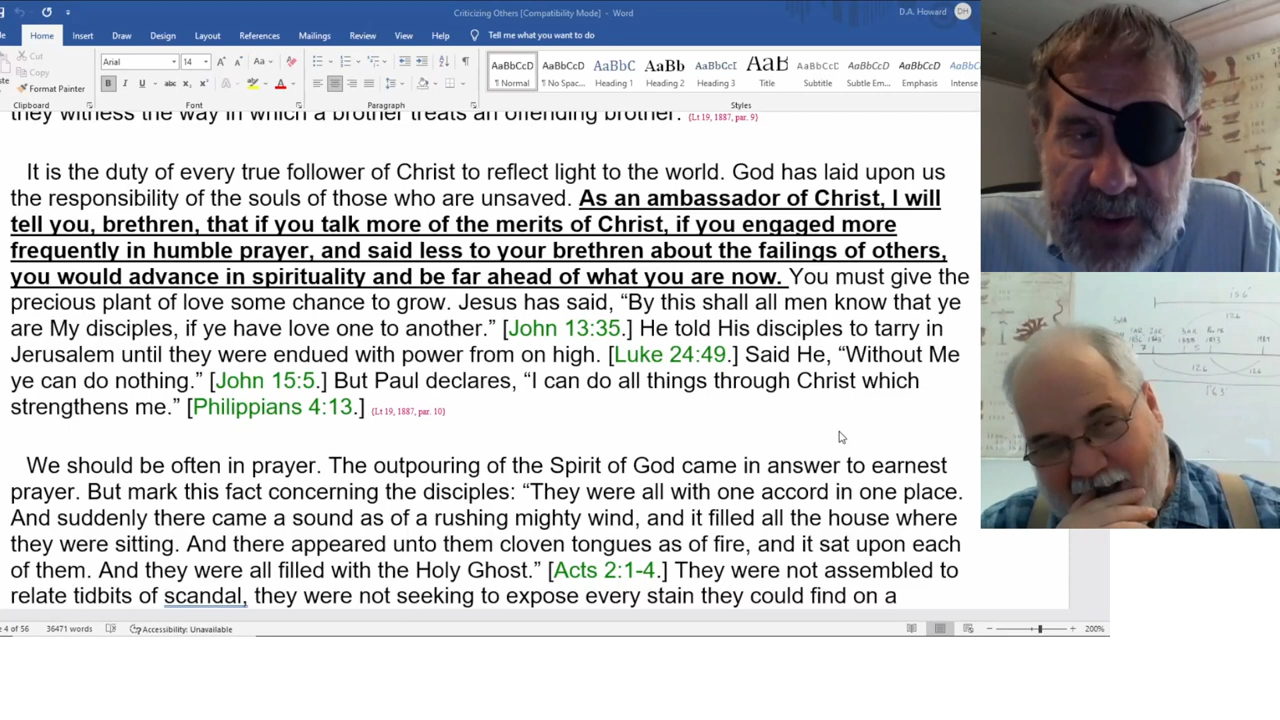 Criticizing Others [Compatibility Mode] - Word
D.A. Howard
DH
Home Insert Draw Design Layout References Mailings Review View Help Tell me what you want to do
Cut
Copy
Format Painter
Clipboard
Arial
14
Font
Paragraph
AaBbCcD AaBbCcD AaBbC AaBb AaBbCcI AaB AaBbCcD AaBbCcD AaBbCcD AaBbCcD
¶ Normal ¶ No Spac... Heading 1 Heading 2 Heading 3 Title Subtitle Subtle Em... Emphasis Intense
Styles
they witness the way in which a brother treats an offending brother. {Lt 19, 1887, par. 9}
It is the duty of every true follower of Christ to reflect light to the world. God has laid upon us
the responsibility of the souls of those who are unsaved. As an ambassador of Christ, I will
tell you, brethren, that if you talk more of the merits of Christ, if you engaged more
frequently in humble prayer, and said less to your brethren about the failings of others,
you would advance in spirituality and be far ahead of what you are now. You must give the
precious plant of love some chance to grow. Jesus has said, “By this shall all men know that ye
are My disciples, if ye have love one to another.” [John 13:35.] He told His disciples to tarry in
Jerusalem until they were endued with power from on high. [Luke 24:49.] Said He, “Without Me
ye can do nothing.” [John 15:5.] But Paul declares, “I can do all things through Christ which
strengthens me.” [Philippians 4:13.] {Lt 19, 1887, par. 10}
We should be often in prayer. The outpouring of the Spirit of God came in answer to earnest
prayer. But mark this fact concerning the disciples: “They were all with one accord in one place.
And suddenly there came a sound as of a rushing mighty wind, and it filled all the house where
they were sitting. And there appeared unto them cloven tongues as of fire, and it sat upon each
of them. And they were all filled with the Holy Ghost.” [Acts 2:1-4.] They were not assembled to
relate tidbits of scandal, they were not seeking to expose every stain they could find on a
4 of 56 36471 words Accessibility: Unavailable 200%
126
126